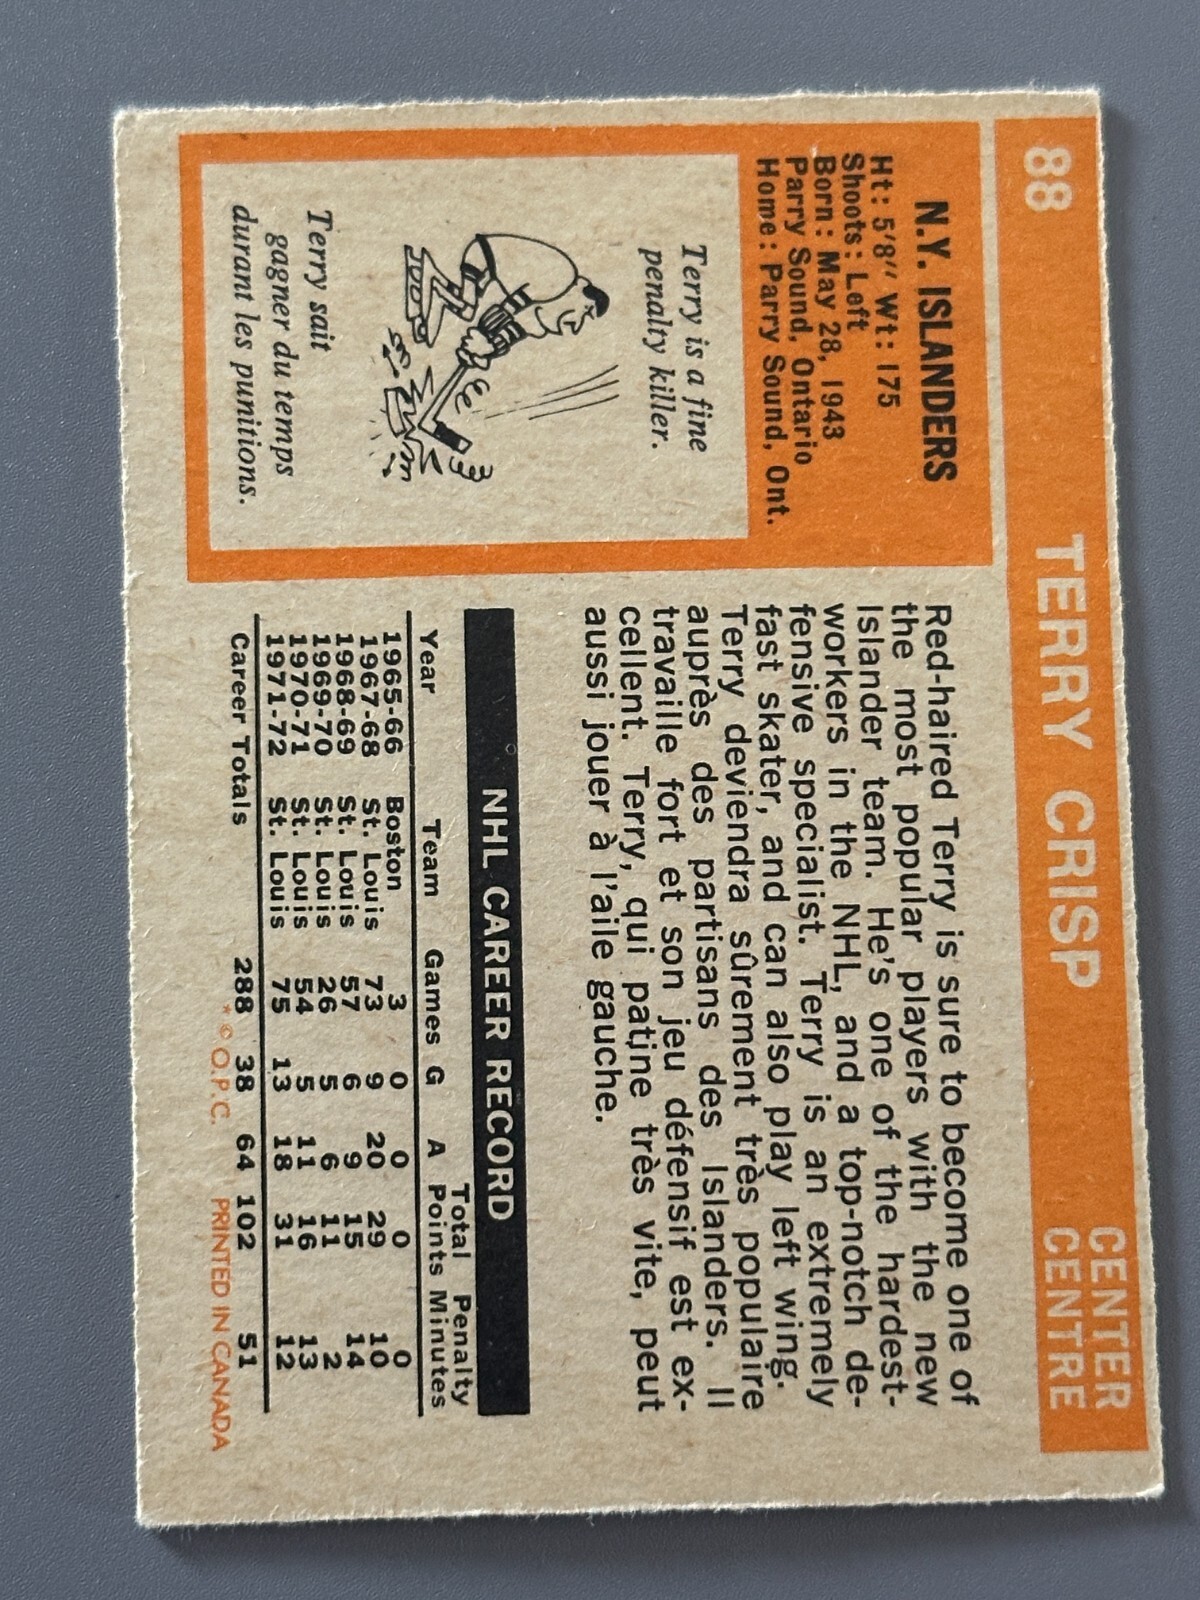 88 TERRY CRISP CENTER
CENTRE
N.Y. ISLANDERS
Ht: 5'8" Wt: 175
Shoots: Left
Born: May 28, 1943
Parry Sound, Ontario
Home: Parry Sound, Ont.
Terry is a fine
penalty killer.
Terry sait
gagner du temps
durant les punitions.
Red-haired Terry is sure to become one of
the most popular players with the new
Islander team. He's one of the hardest-
workers in the NHL, and a top-notch de-
fensive specialist. Terry is an extremely
fast skater, and can also play left wing.
Terry deviendra sûrement très populaire
auprès des partisans des Islanders. Il
travaille fort et son jeu défensif est ex-
cellent. Terry, qui patine très vite, peut
aussi jouer à l'aile gauche.
NHL CAREER RECORD
Total Penalty
Year Team Games G A Points Minutes
1965-66 Boston 3 0 0 0 0
1967-68 St. Louis 73 9 20 29 10
1968-69 St. Louis 57 6 9 15 14
1969-70 St. Louis 26 5 6 11 2
1970-71 St. Louis 54 5 11 16 13
1971-72 St. Louis 75 13 18 31 12
Career Totals 288 38 64 102 51
* © O.P.C. PRINTED IN CANADA